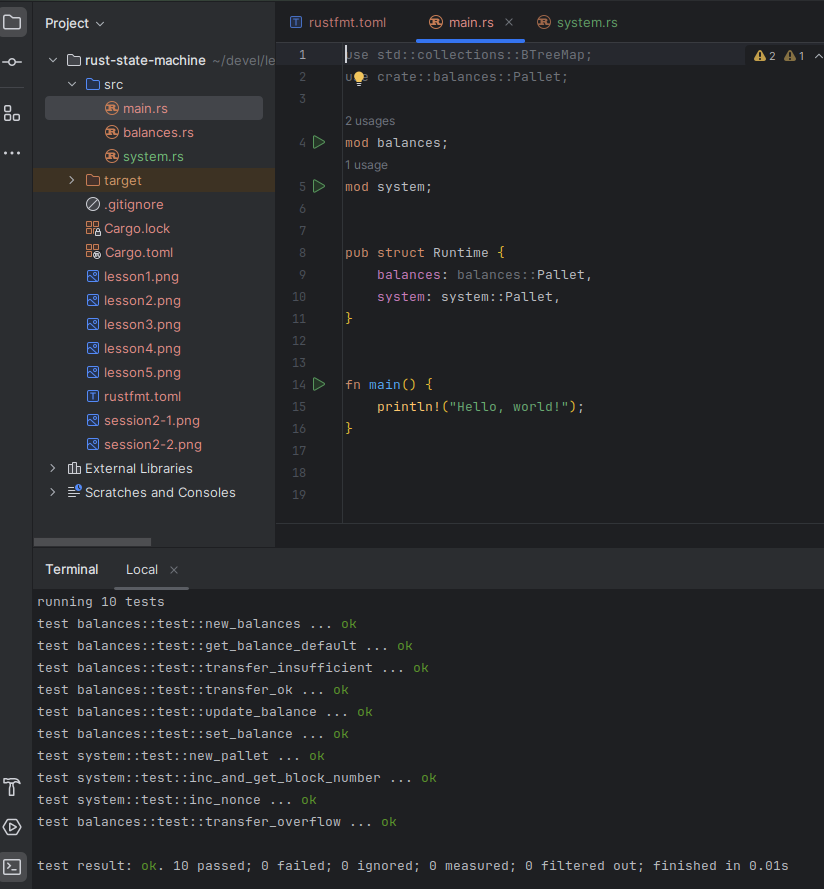 Project
rust-state-machine ~/devel/le
src
main.rs
balances.rs
system.rs
target
.gitignore
Cargo.lock
Cargo.toml
lesson1.png
lesson2.png
lesson3.png
lesson4.png
lesson5.png
rustfmt.toml
session2-1.png
session2-2.png
External Libraries
Scratches and Consoles
rustfmt.toml main.rs system.rs
1 use std::collections::BTreeMap; 2 1
2 use crate::balances::Pallet;
3
2 usages
4 mod balances;
1 usage
5 mod system;
6
7
8 pub struct Runtime {
9 balances: balances::Pallet,
10 system: system::Pallet,
11 }
12
13
14 fn main() {
15 println!("Hello, world!");
16 }
17
18
19
Terminal Local
running 10 tests
test balances::test::new_balances ... ok
test balances::test::get_balance_default ... ok
test balances::test::transfer_insufficient ... ok
test balances::test::transfer_ok ... ok
test balances::test::update_balance ... ok
test balances::test::set_balance ... ok
test system::test::new_pallet ... ok
test system::test::inc_and_get_block_number ... ok
test system::test::inc_nonce ... ok
test balances::test::transfer_overflow ... ok
test result: ok. 10 passed; 0 failed; 0 ignored; 0 measured; 0 filtered out; finished in 0.01s